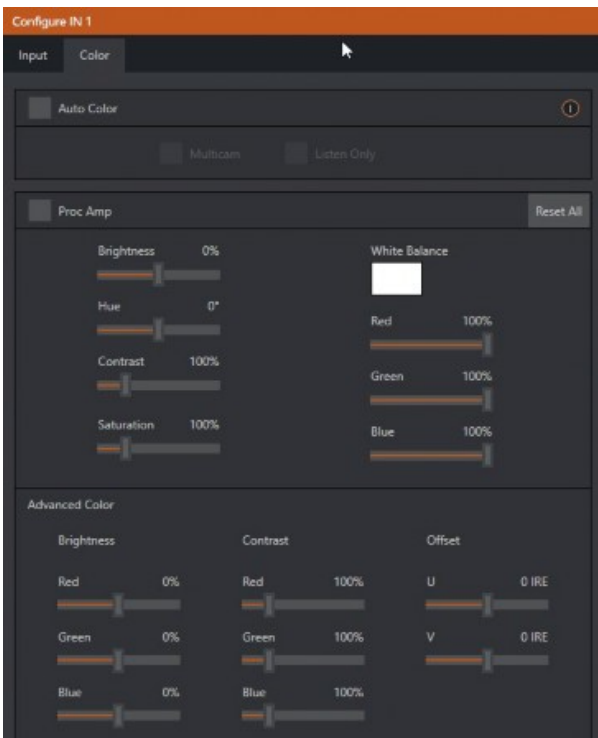 Configure IN 1
Input Color
Auto Color
Multicam Listen Only
Proc Amp Reset All
Brightness 0% White Balance
Hue 0°
Red 100%
Contrast 100%
Green 100%
Saturation 100%
Blue 100%
Advanced Color
Brightness Contrast Offset
Red 0% Red 100% U 0 IRE
Green 0% Green 100% V 0 IRE
Blue 0% Blue 100%